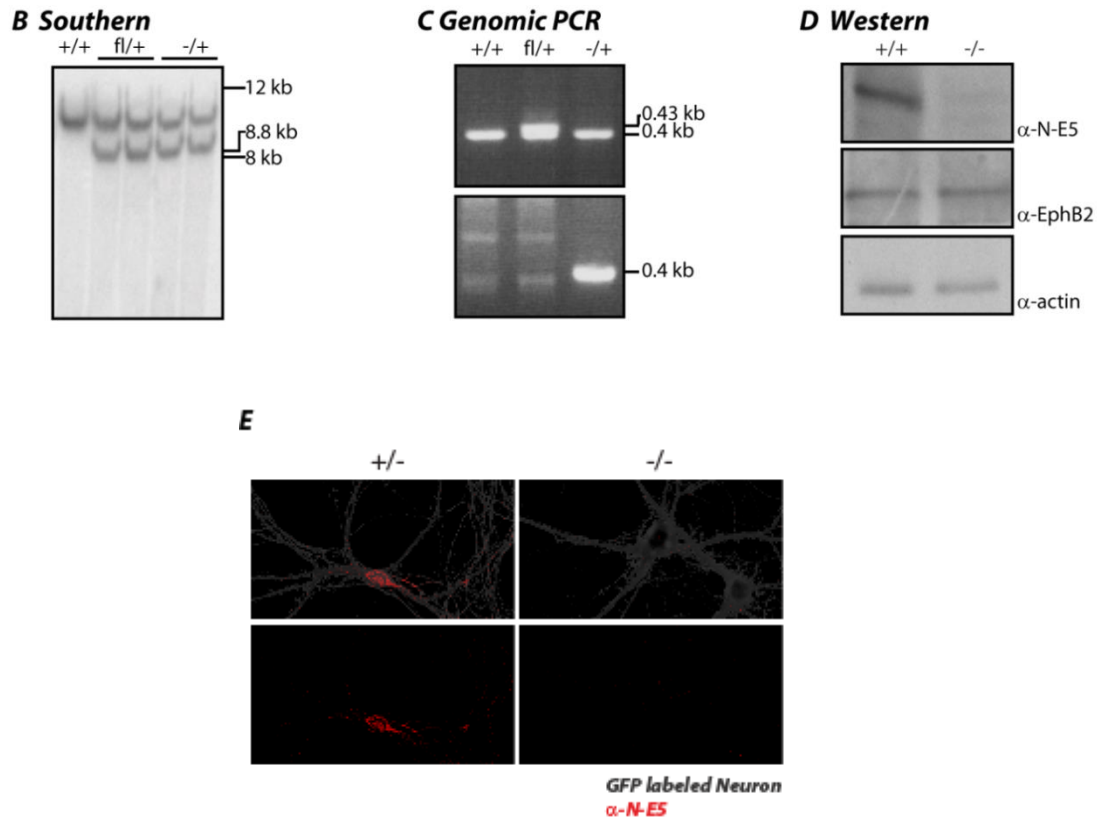 B Southern
+/+ fl/+ -/+
12 kb
8.8 kb
8 kb
C Genomic PCR
+/+ fl/+ -/+
0.43 kb
0.4 kb
0.4 kb
D Western
+/+ -/-
α-N-E5
α-EphB2
α-actin
E
+/- -/-
GFP labeled Neuron
α-N-E5